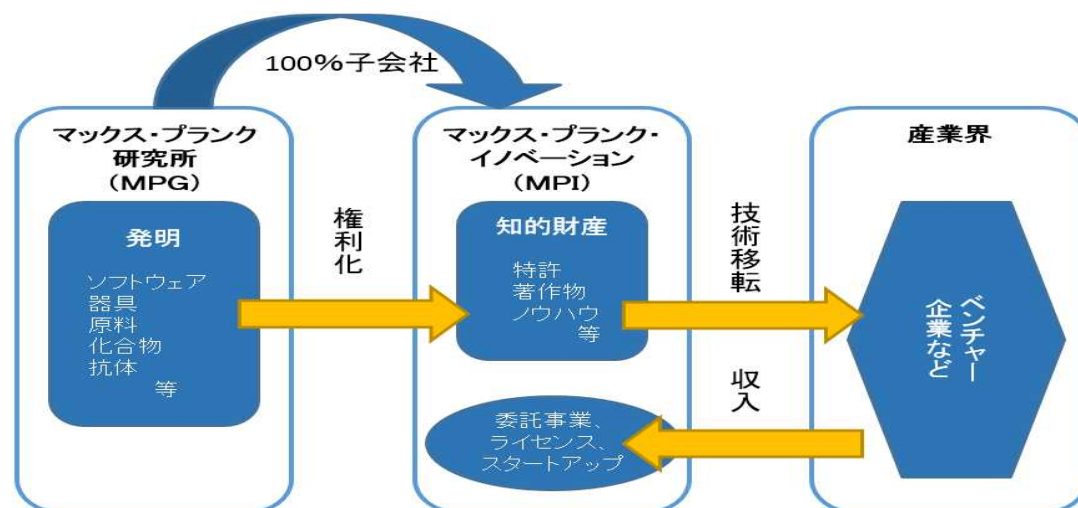 100%子会社
マックス・プランク
研究所
（MPG）
発明
ソフトウェア
器具
原料
化合物
抗体
等
権利化
マックス・プランク・
イノベーション
（MPI）
知的財産
特許
著作物
ノウハウ
等
委託事業、
ライセンス、
スタートアップ
技術移転
収入
産業界
ベンチャー
企業など